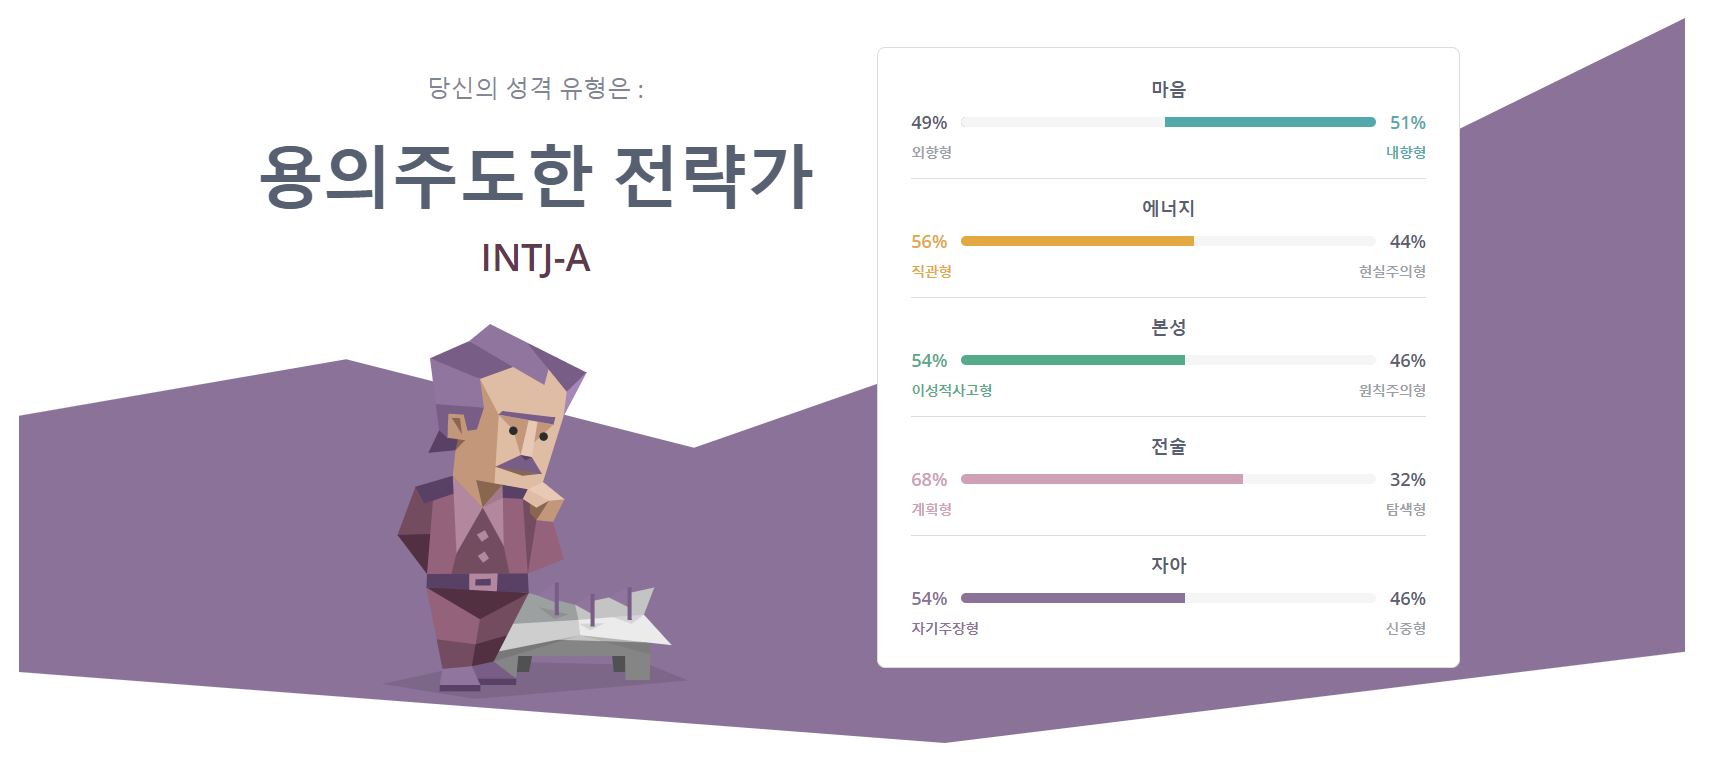 당신의 성격 유형은 :
용의주도한 전략가
INTJ-A
마음
49% 51%
외향형 내향형
에너지
56% 44%
직관형 현실주의형
본성
54% 46%
이성적사고형 원칙주의형
전술
68% 32%
계획형 탐색형
자아
54% 46%
자기주장형 신중형